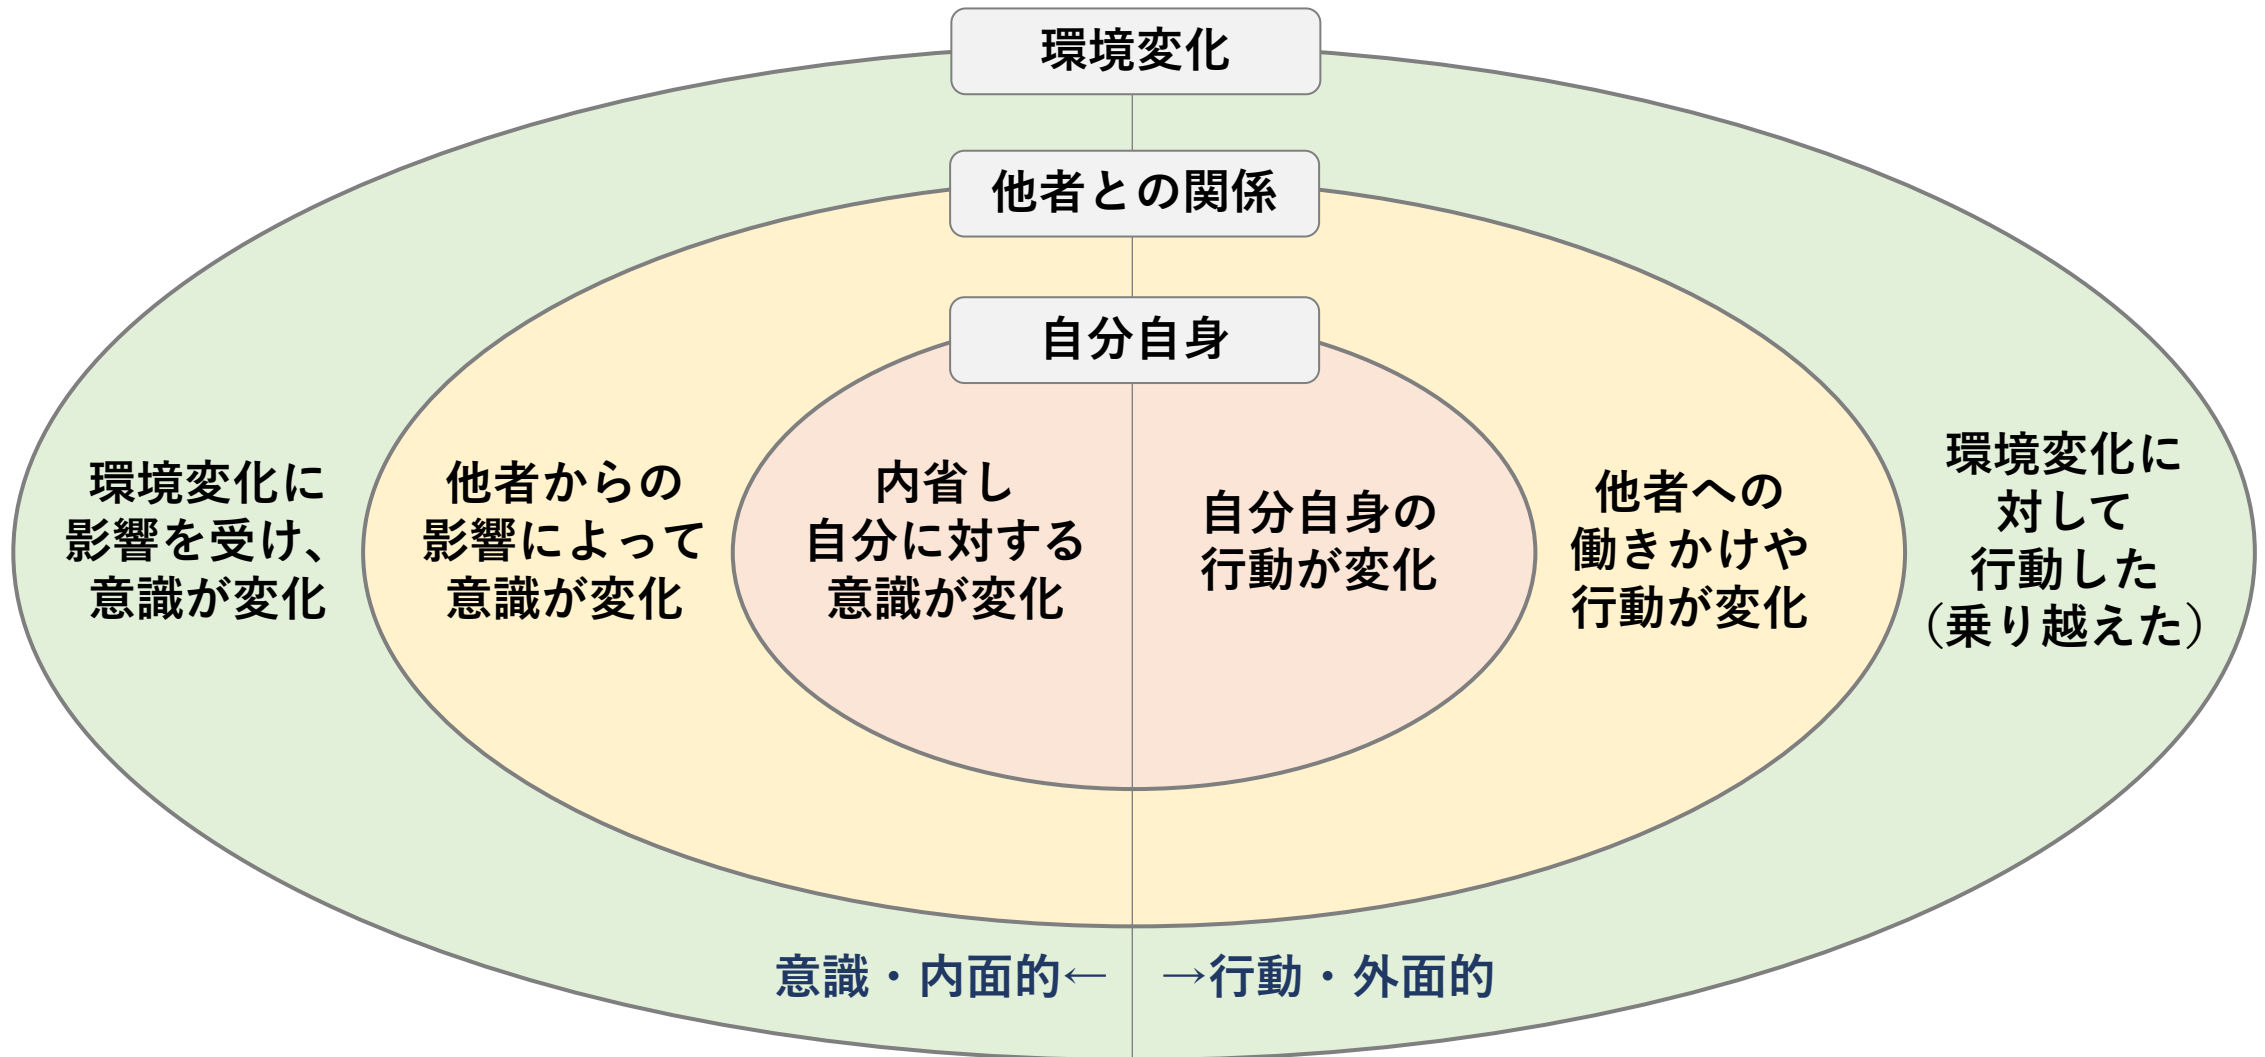 環境変化
他者との関係
自分自身
環境変化に
影響を受け、
意識が変化
他者からの
影響によって
意識が変化
内省し
自分に対する
意識が変化
自分自身の
行動が変化
他者への
働きかけや
行動が変化
環境変化に
対して
行動した
（乗り越えた）
意識・内面的← →行動・外面的